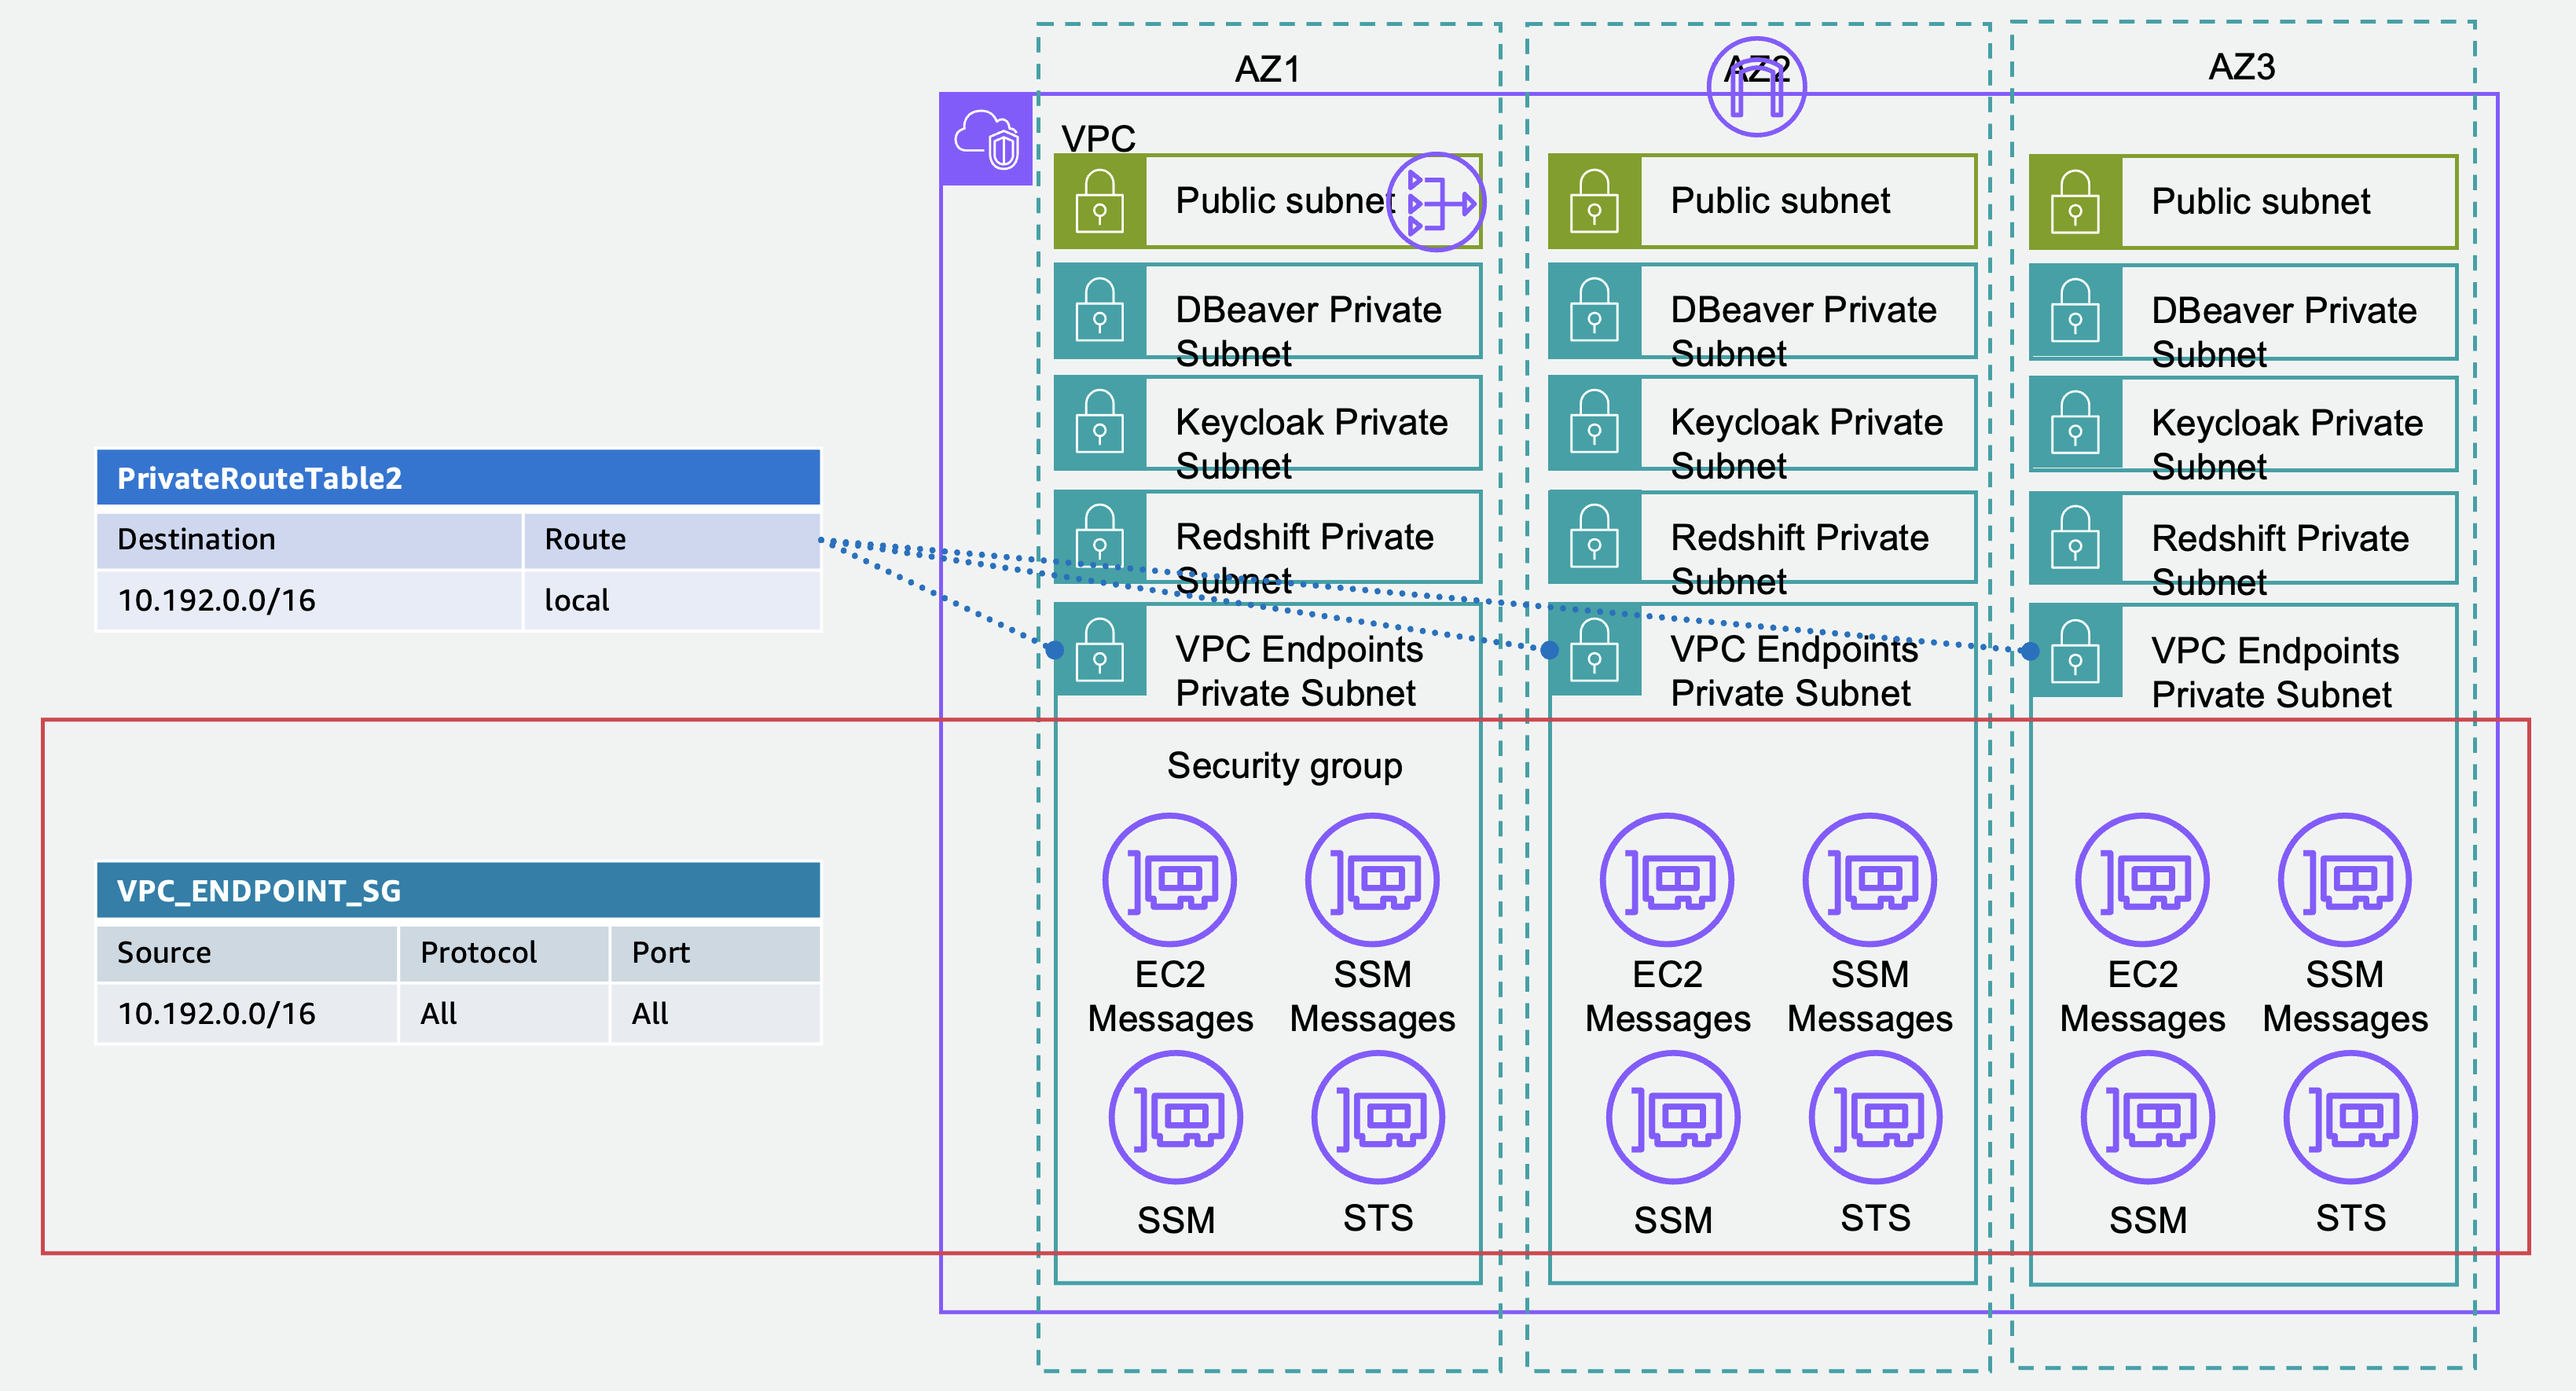 AZ1
AZ2
AZ3
VPC
Public subnet
Public subnet
Public subnet
DBeaver Private
Subnet
DBeaver Private
Subnet
DBeaver Private
Subnet
Keycloak Private
Subnet
Keycloak Private
Subnet
Keycloak Private
Subnet
PrivateRouteTable2
Destination Route
10.192.0.0/16 local
Redshift Private
Subnet
Redshift Private
Subnet
Redshift Private
Subnet
VPC Endpoints
Private Subnet
VPC Endpoints
Private Subnet
VPC Endpoints
Private Subnet
Security group
VPC_ENDPOINT_SG
Source Protocol Port
10.192.0.0/16 All All
EC2
Messages
SSM
Messages
SSM
STS
EC2
Messages
SSM
Messages
SSM
STS
EC2
Messages
SSM
Messages
SSM
STS